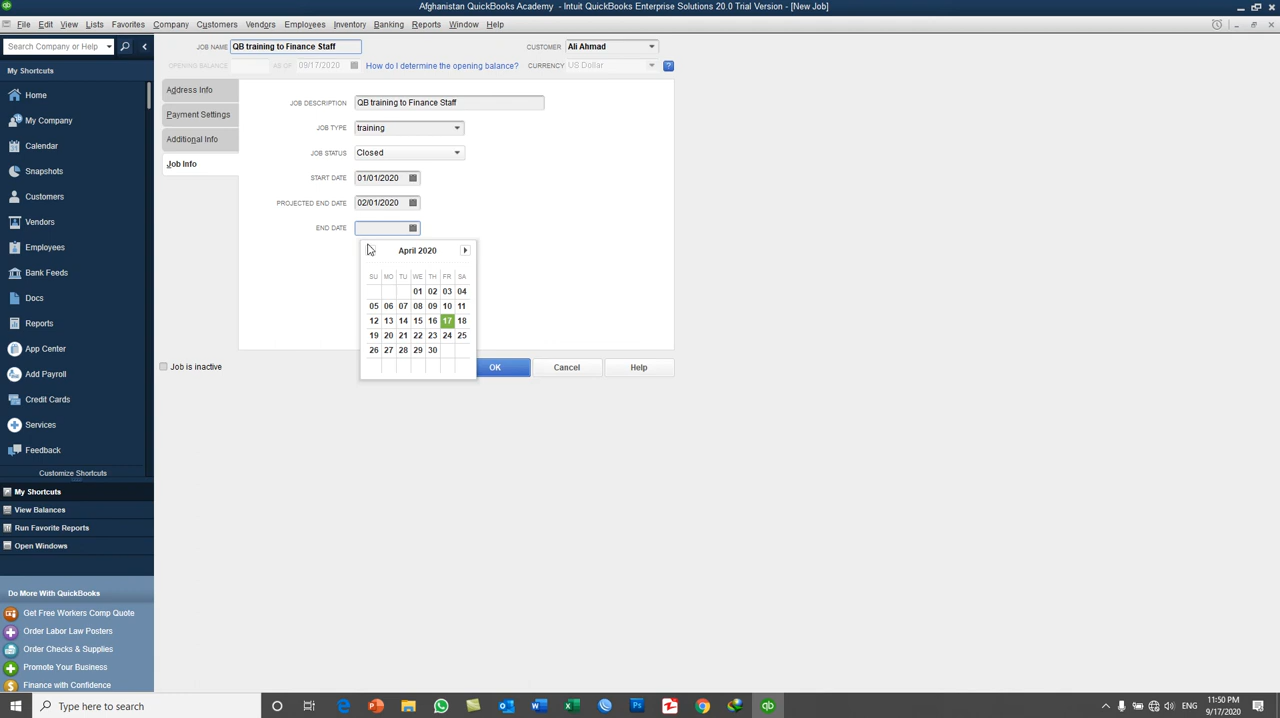 Afghanistan QuickBooks Academy - Intuit QuickBooks Enterprise Solutions 20.0 Trial Version - [New Job]
File Edit View Lists Favorites Company Customers Vendors Employees Inventory Banking Reports Window Help
Search Company or Help
JOB NAME QB training to Finance Staff CUSTOMER Ali Ahmad
OPENING BALANCE AS OF 09/17/2020 How do I determine the opening balance? CURRENCY US Dollar ?
My Shortcuts
Home
My Company
Calendar
Snapshots
Customers
Vendors
Employees
Bank Feeds
Docs
Reports
App Center
Add Payroll
Credit Cards
Services
Feedback
Customize Shortcuts
My Shortcuts
View Balances
Run Favorite Reports
Open Windows
Do More With QuickBooks
Get Free Workers Comp Quote
Order Labor Law Posters
Order Checks & Supplies
Promote Your Business
Finance with Confidence
Address Info
Payment Settings
Additional Info
Job Info
JOB DESCRIPTION QB training to Finance Staff
JOB TYPE training
JOB STATUS Closed
START DATE 01/01/2020
PROJECTED END DATE 02/01/2020
END DATE
April 2020
SU MO TU WE TH FR SA
01 02 03 04
05 06 07 08 09 10 11
12 13 14 15 16 17 18
19 20 21 22 23 24 25
26 27 28 29 30
Job is inactive
OK Cancel Help
Type here to search
ENG
11:50 PM
9/17/2020